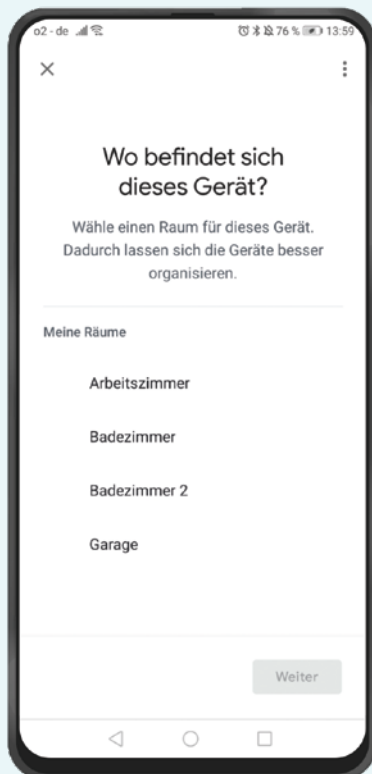 o2 - de 76 % 13:59
Wo befindet sich
dieses Gerät?
Wähle einen Raum für dieses Gerät.
Dadurch lassen sich die Geräte besser
organisieren.
Meine Räume
Arbeitszimmer
Badezimmer
Badezimmer 2
Garage
Weiter